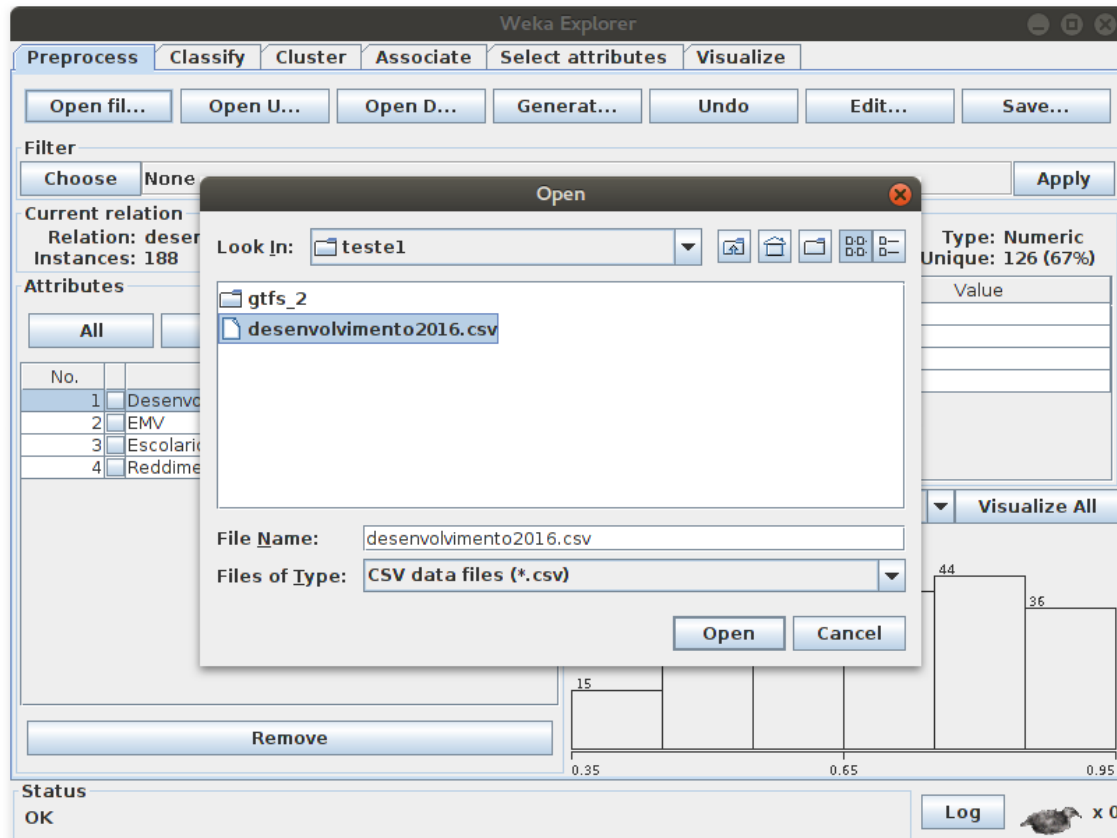 Weka Explorer
Preprocess Classify Cluster Associate Select attributes Visualize
Open fil... Open U... Open D... Generat... Undo Edit... Save...
Filter
Choose None Apply
Current relation
Relation: deser
Instances: 188
Type: Numeric
Unique: 126 (67%)
Attributes
All
Value
No.
1 Desenvo
2 EMV
3 Escolari
4 Reddime
Open
Look In: teste1
gtfs_2
desenvolvimento2016.csv
File Name: desenvolvimento2016.csv
Files of Type: CSV data files (*.csv)
Open Cancel
Visualize All
44
36
15
0.35 0.65 0.95
Remove
Status
OK
Log x 0